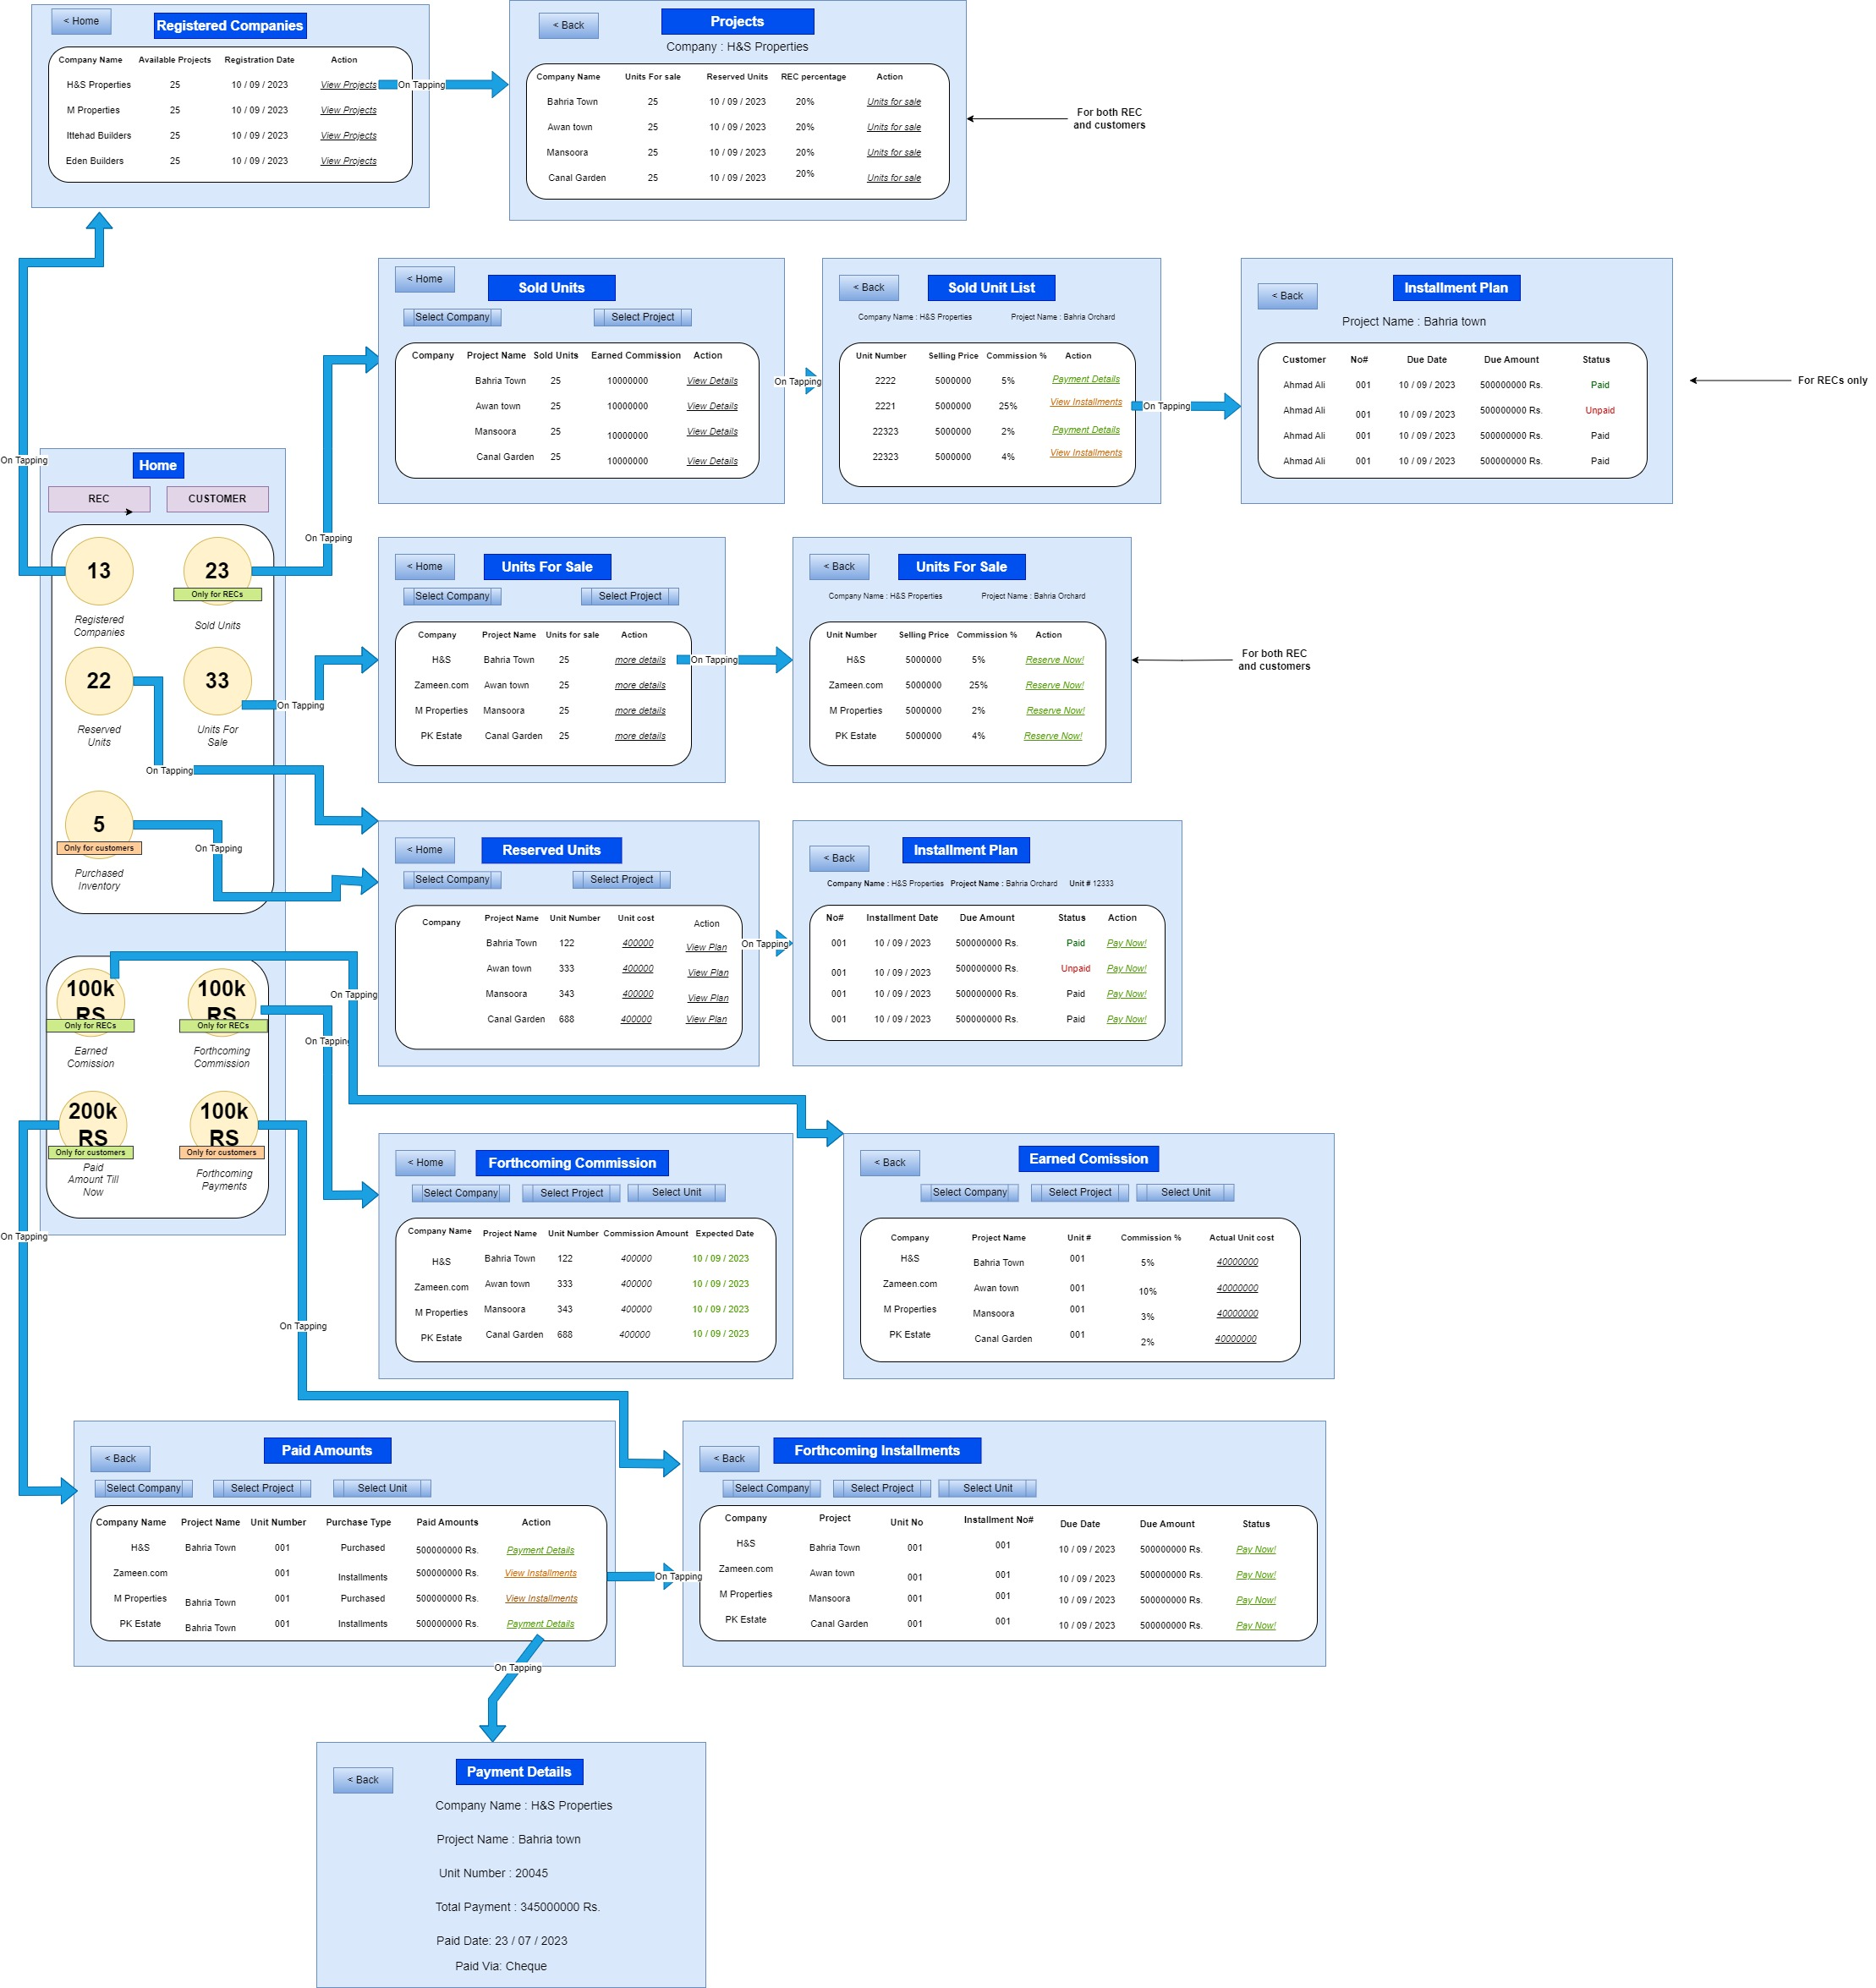 < Home
Registered Companies
Company Name Available Projects Registration Date Action
H&S Properties 25 10 / 09 / 2023 View Projects
M Properties 25 10 / 09 / 2023 View Projects
Ittehad Builders 25 10 / 09 / 2023 View Projects
Eden Builders 25 10 / 09 / 2023 View Projects
On Tapping
< Back
Projects
Company : H&S Properties
Company Name Units For sale Reserved Units REC percentage Action
Bahria Town 25 10 / 09 / 2023 20% Units for sale
Awan town 25 10 / 09 / 2023 20% Units for sale
Mansoora 25 10 / 09 / 2023 20% Units for sale
Canal Garden 25 10 / 09 / 2023 20% Units for sale
For both REC
and customers
< Home
Sold Units
Select Company Select Project
Company Project Name Sold Units Earned Commission Action
Bahria Town 25 10000000 View Details
Awan town 25 10000000 View Details
Mansoora 25 10000000 View Details
Canal Garden 25 10000000 View Details
On Tapping
< Back
Sold Unit List
Company Name : H&S Properties Project Name : Bahria Orchard
Unit Number Selling Price Commission % Action
2222 5000000 5% Payment Details
2221 5000000 25% View Installments
22323 5000000 2% Payment Details
22323 5000000 4% View Installments
On Tapping
< Back
Installment Plan
Project Name : Bahria town
Customer No# Due Date Due Amount Status
Ahmad Ali 001 10 / 09 / 2023 500000000 Rs. Paid
Ahmad Ali 001 10 / 09 / 2023 500000000 Rs. Unpaid
Ahmad Ali 001 10 / 09 / 2023 500000000 Rs. Paid
Ahmad Ali 001 10 / 09 / 2023 500000000 Rs. Paid
For RECs only
On Tapping
Home
REC CUSTOMER
13 23
Only for RECs
Registered
Companies
Sold Units
22 33
Reserved
Units
Units For
Sale
5
Only for customers
Purchased
Inventory
100k
RS
Only for RECs
Earned
Comission
100k
RS
Only for RECs
Forthcoming
Commission
200k
RS
Only for customers
Paid
Amount Till
Now
100k
RS
Only for customers
Forthcoming
Payments
On Tapping
On Tapping
On Tapping
On Tapping
On Tapping
On Tapping
On Tapping
On Tapping
< Home
Units For Sale
Select Company Select Project
Company Project Name Units for sale Action
H&S Bahria Town 25 more details
Zameen.com Awan town 25 more details
M Properties Mansoora 25 more details
PK Estate Canal Garden 25 more details
On Tapping
< Back
Units For Sale
Company Name : H&S Properties Project Name : Bahria Orchard
Unit Number Selling Price Commission % Action
H&S 5000000 5% Reserve Now!
Zameen.com 5000000 25% Reserve Now!
M Properties 5000000 2% Reserve Now!
PK Estate 5000000 4% Reserve Now!
For both REC
and customers
< Home
Reserved Units
Select Company Select Project
Company Project Name Unit Number Unit cost Action
Bahria Town 122 400000 View Plan
Awan town 333 400000 View Plan
Mansoora 343 400000 View Plan
Canal Garden 688 400000 View Plan
On Tapping
< Back
Installment Plan
Company Name : H&S Properties Project Name : Bahria Orchard Unit # 12333
No# Installment Date Due Amount Status Action
001 10 / 09 / 2023 500000000 Rs. Paid Pay Now!
001 10 / 09 / 2023 500000000 Rs. Unpaid Pay Now!
001 10 / 09 / 2023 500000000 Rs. Paid Pay Now!
001 10 / 09 / 2023 500000000 Rs. Paid Pay Now!
< Home
Forthcoming Commission
Select Company Select Project Select Unit
Company Name Project Name Unit Number Commission Amount Expected Date
H&S Bahria Town 122 400000 10 / 09 / 2023
Zameen.com Awan town 333 400000 10 / 09 / 2023
M Properties Mansoora 343 400000 10 / 09 / 2023
PK Estate Canal Garden 688 400000 10 / 09 / 2023
< Back
Earned Comission
Select Company Select Project Select Unit
Company Project Name Unit # Commission % Actual Unit cost
H&S Bahria Town 001 5% 40000000
Zameen.com Awan town 001 10% 40000000
M Properties Mansoora 001 3% 40000000
PK Estate Canal Garden 001 2% 40000000
< Back
Paid Amounts
Select Company Select Project Select Unit
Company Name Project Name Unit Number Purchase Type Paid Amounts Action
H&S Bahria Town 001 Purchased 500000000 Rs. Payment Details
Zameen.com 001 Installments 500000000 Rs. View Installments
M Properties Bahria Town 001 Purchased 500000000 Rs. View Installments
PK Estate Bahria Town 001 Installments 500000000 Rs. Payment Details
On Tapping
On Tapping
< Back
Forthcoming Installments
Select Company Select Project Select Unit
Company Project Unit No Installment No# Due Date Due Amount Status
H&S Bahria Town 001 001 10 / 09 / 2023 500000000 Rs. Pay Now!
Zameen.com Awan town 001 001 10 / 09 / 2023 500000000 Rs. Pay Now!
M Properties Mansoora 001 001 10 / 09 / 2023 500000000 Rs. Pay Now!
PK Estate Canal Garden 001 001 10 / 09 / 2023 500000000 Rs. Pay Now!
< Back
Payment Details
Company Name : H&S Properties
Project Name : Bahria town
Unit Number : 20045
Total Payment : 345000000 Rs.
Paid Date: 23 / 07 / 2023
Paid Via: Cheque